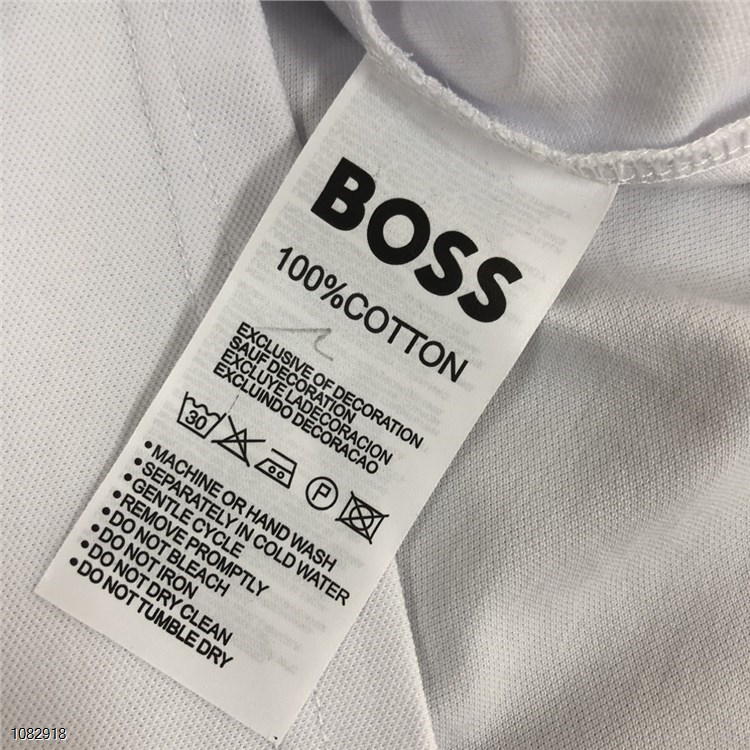 BOSS
100%COTTON
EXCLUSIVE OF DECORATION
SAUF DECORATION
EXCLUYE LADECORACION
EXCLUINDO DECORACAO
30
P
• MACHINE OR HAND WASH
• SEPARATELY IN COLD WATER
• GENTLE CYCLE
• REMOVE PROMPTLY
• DO NOT BLEACH
• DO NOT IRON
• DO NOT DRY CLEAN
• DO NOT TUMBLE DRY
1082918